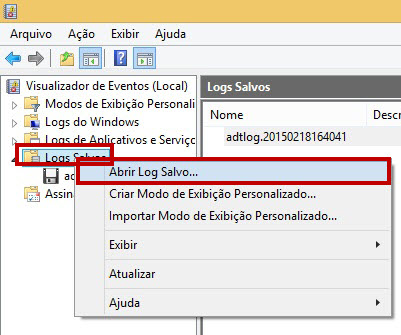 Arquivo Ação Exibir Ajuda
Visualizador de Eventos (Local)
Modos de Exibição Personali
Logs do Windows
Logs de Aplicativos e Serviço
Logs Salvos
ad
Assina
Logs Salvos
Nome Descr
adtlog.20150218164041
Abrir Log Salvo...
Criar Modo de Exibição Personalizado...
Importar Modo de Exibição Personalizado...
Exibir
Atualizar
Ajuda